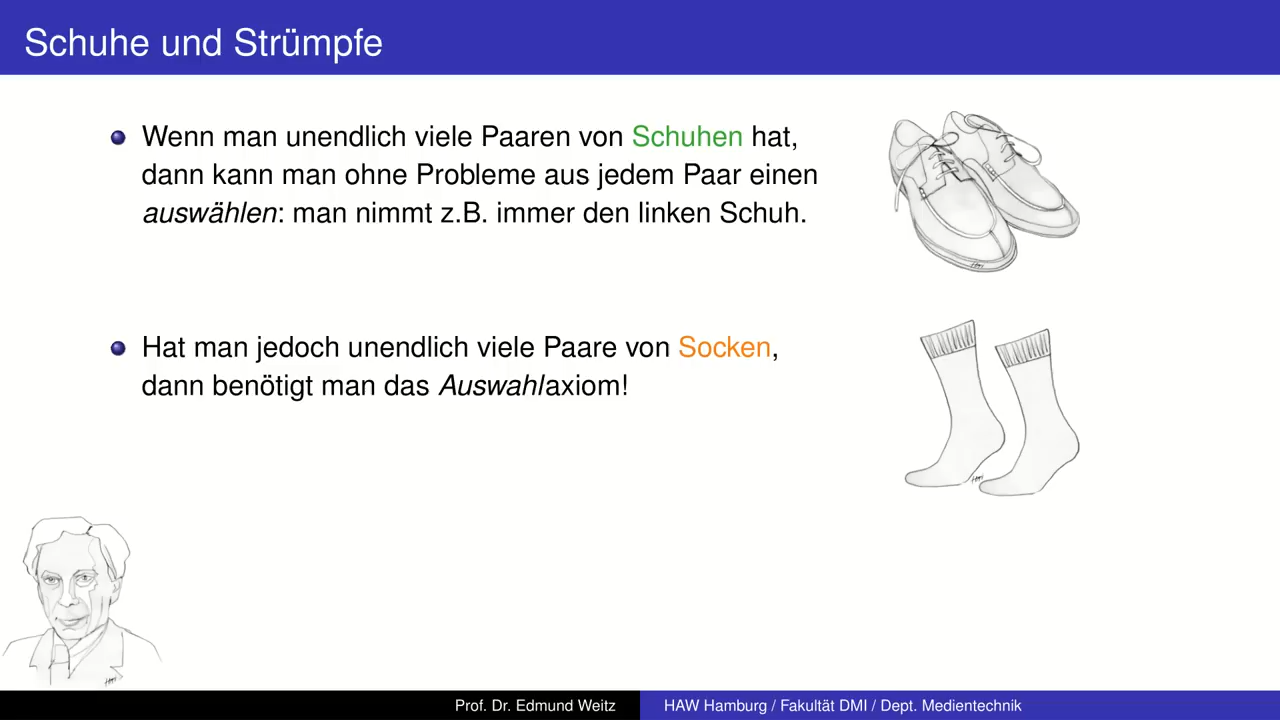 Schuhe und Strümpfe
Wenn man unendlich viele Paaren von Schuhen hat,
dann kann man ohne Probleme aus jedem Paar einen
auswählen: man nimmt z.B. immer den linken Schuh.
Hat man jedoch unendlich viele Paare von Socken,
dann benötigt man das Auswahlaxiom!
Prof. Dr. Edmund Weitz
HAW Hamburg / Fakultät DMI / Dept. Medientechnik